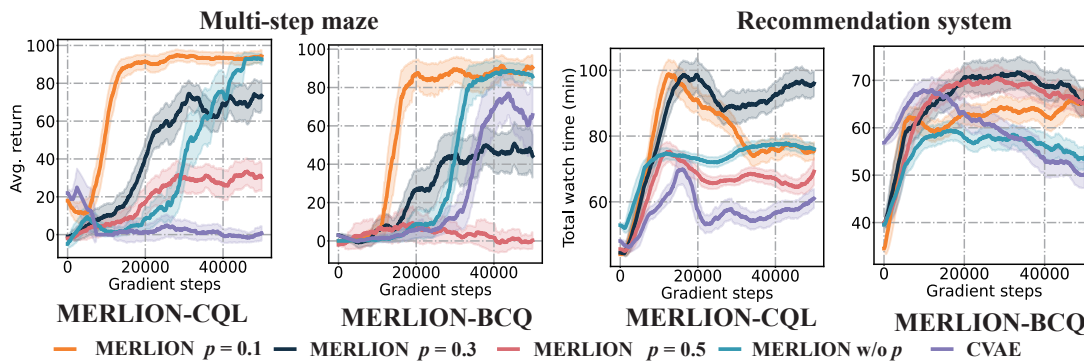 Multi-step maze
Recommendation system
Avg. return
100
80
60
40
20
0
0 20000 40000
Gradient steps
MERLION-CQL
100
80
60
40
20
0
0 20000 40000
Gradient steps
MERLION-BCQ
Total watch time (min)
100
80
60
0 20000 40000
Gradient steps
MERLION-CQL
70
60
50
40
0 20000 40000
Gradient steps
MERLION-BCQ
MERLION p = 0.1 MERLION p = 0.3 MERLION p = 0.5 MERLION w/o p CVAE